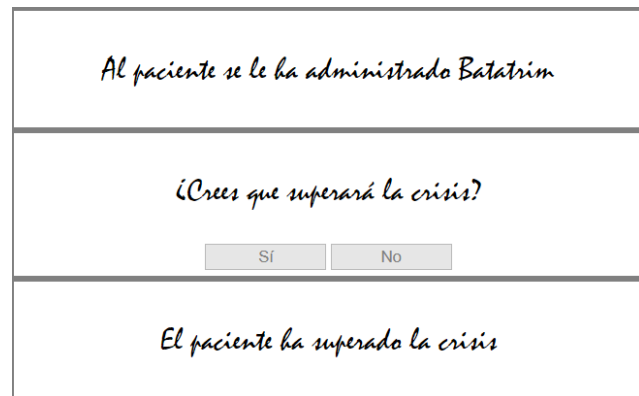 Al paciente se le ha administrado Batatrim
¿Crees que superará la crisis?
Sí No
El paciente ha superado la crisis